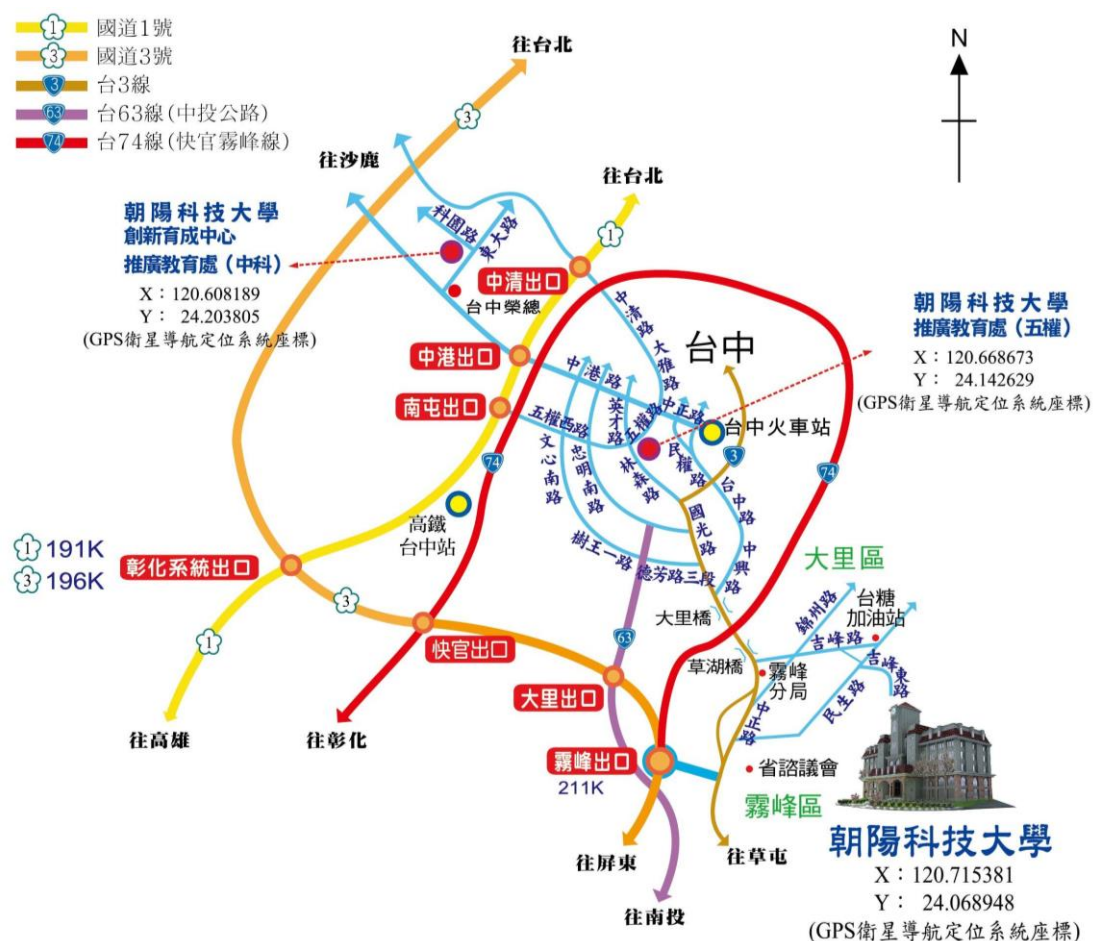 1 國道1號
3 國道3號
3 台3線
63 台63線(中投公路)
74 台74線(快官霧峰線)
N
往台北
3
往沙鹿
往台北
1
科園路
東大路
朝陽科技大學
創新育成中心
推廣教育處(中科)
X：120.608189
Y： 24.203805
(GPS衛星導航定位系統座標)
中清出口
台中榮總
中港出口
南屯出口
中清路
大雅路
台中
中港路
五權西路
英才路
五權路
中正路
台中火車站
朝陽科技大學
推廣教育處(五權)
X：120.668673
Y： 24.142629
(GPS衛星導航定位系統座標)
文心南路
忠明南路
林森路
民權路
3
台中路
74
74
高鐵
台中站
國光路
中興路
樹王一路
德芳路三段
1 191K
3 196K
彰化系統出口
3
大里區
大里橋
錦州路
台糖
加油站
吉峰路
快官出口
63
草湖橋
霧峰
分局
吉峰東路
1
大里出口
民生路
中正路
往高雄
往彰化
霧峰出口
211K
省諮議會
霧峰區
往屏東
往草屯
往南投
朝陽科技大學
X：120.715381
Y： 24.068948
(GPS衛星導航定位系統座標)